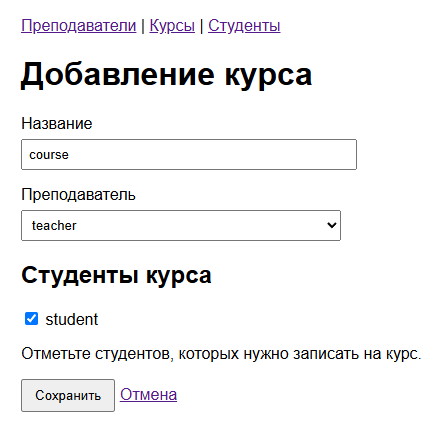 Преподаватели | Курсы | Студенты
Добавление курса
Название
course
Преподаватель
teacher
Студенты курса
student
Отметьте студентов, которых нужно записать на курс.
Сохранить Отмена